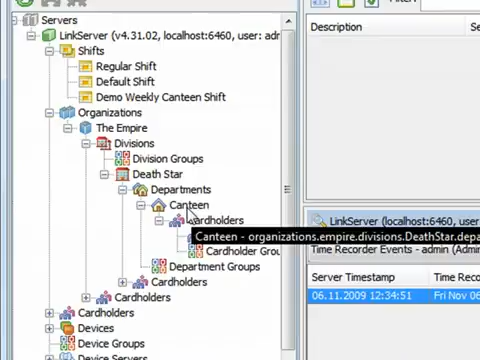 Servers
LinkServer (v4.31.02, localhost:6460, user: adr
Shifts
Regular Shift
Default Shift
Demo Weekly Canteen Shift
Organizations
The Empire
Divisions
Division Groups
Death Star
Departments
Canteen
Cardholders
Canteen - organizations.empire.divisions.DeathStar.depa
Cardholder Grou
Department Groups
Cardholders
Cardholders
Cardholders
Devices
Device Groups
Device Servers
Description
Se
LinkServer (localhost:6460, user
Time Recorder Events - admin (Admin
Server Timestamp
Time Reco
06.11.2009 12:34:51
Fri Nov 06